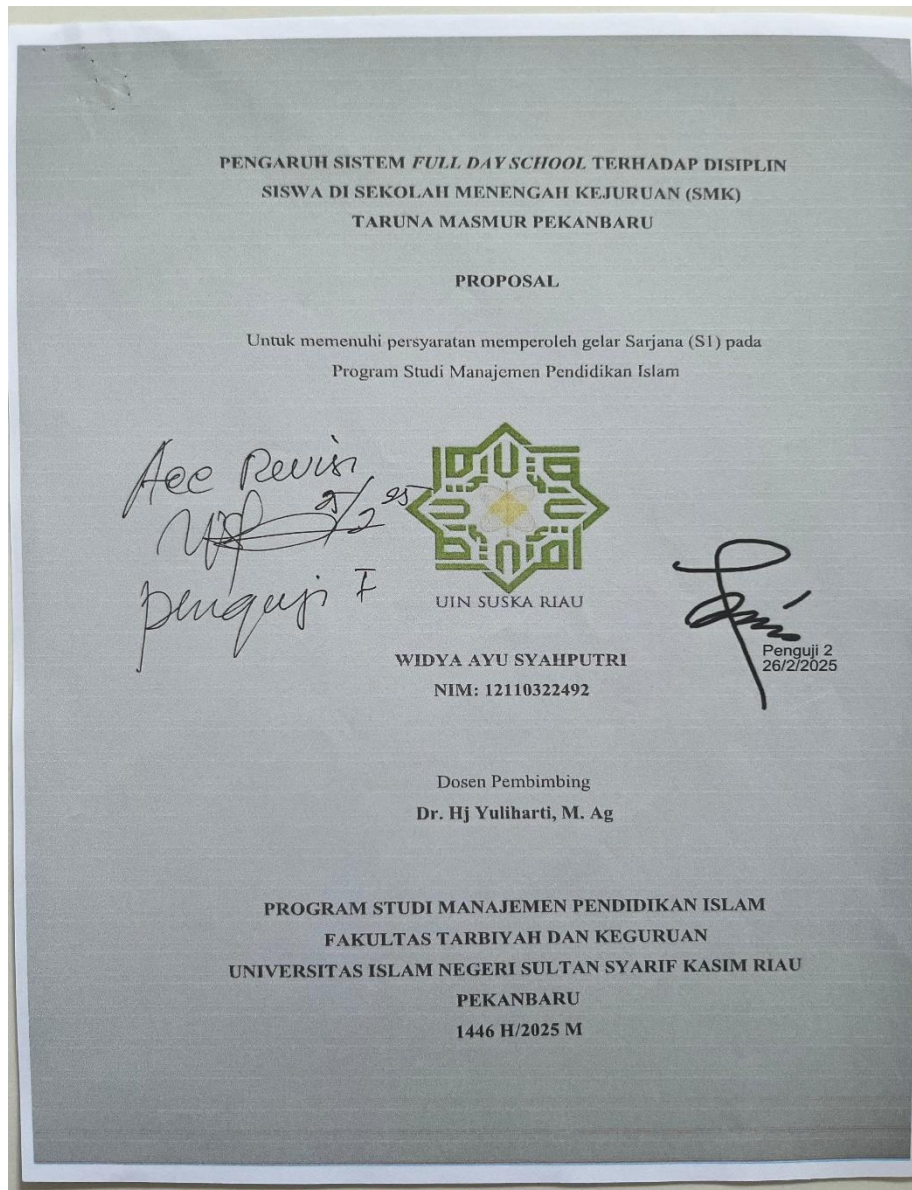 PENGARUH SISTEM FULL DAY SCHOOL TERHADAP DISIPLIN
SISWA DI SEKOLAH MENENGAH KEJURUAN (SMK)
TARUNA MASMUR PEKANBARU
PROPOSAL
Untuk memenuhi persyaratan memperoleh gelar Sarjana (S1) pada
Program Studi Manajemen Pendidikan Islam
Acc Revisi
25/2 25
penguji I
UIN SUSKA RIAU
Penguji 2
26/2/2025
WIDYA AYU SYAHPUTRI
NIM: 12110322492
Dosen Pembimbing
Dr. Hj Yuliharti, M. Ag
PROGRAM STUDI MANAJEMEN PENDIDIKAN ISLAM
FAKULTAS TARBIYAH DAN KEGURUAN
UNIVERSITAS ISLAM NEGERI SULTAN SYARIF KASIM RIAU
PEKANBARU
1446 H/2025 M